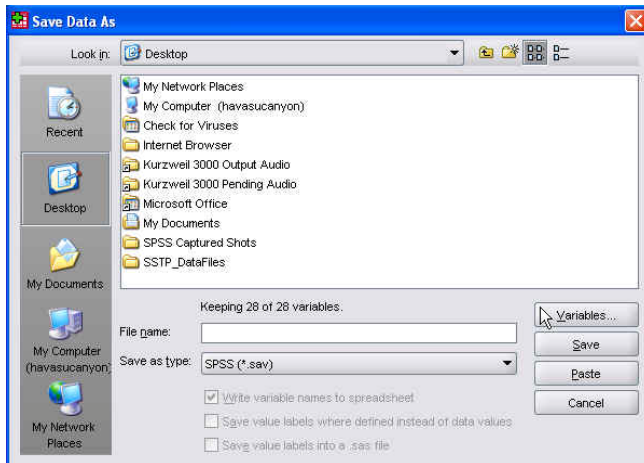 Save Data As
Look in: Desktop
Recent
Desktop
My Documents
My Computer
(havasucanyon)
My Network
Places
My Network Places
My Computer (havasucanyon)
Check for Viruses
Internet Browser
Kurzweil 3000 Output Audio
Kurzweil 3000 Pending Audio
Microsoft Office
My Documents
SPSS Captured Shots
SSTP_DataFiles
Keeping 28 of 28 variables.
File name:
Save as type: SPSS (*.sav)
Write variable names to spreadsheet
Save value labels where defined instead of data values
Save value labels into a .sas file
Variables...
Save
Paste
Cancel